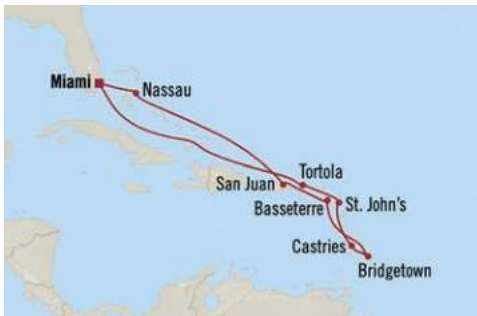 Miami
Nassau
Tortola
San Juan
Basseterre
St. John's
Castries
Bridgetown